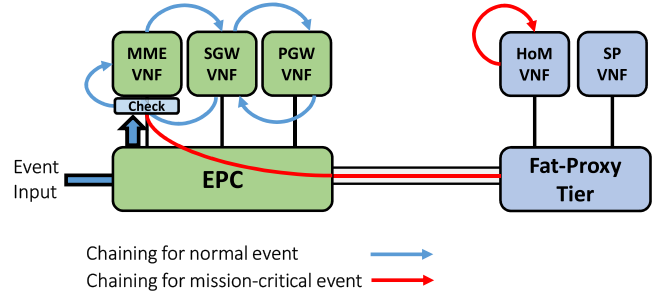 MME
VNF
SGW
VNF
PGW
VNF
HoM
VNF
SP
VNF
Check
Event
Input
EPC
Fat-Proxy
Tier
Chaining for normal event
Chaining for mission-critical event